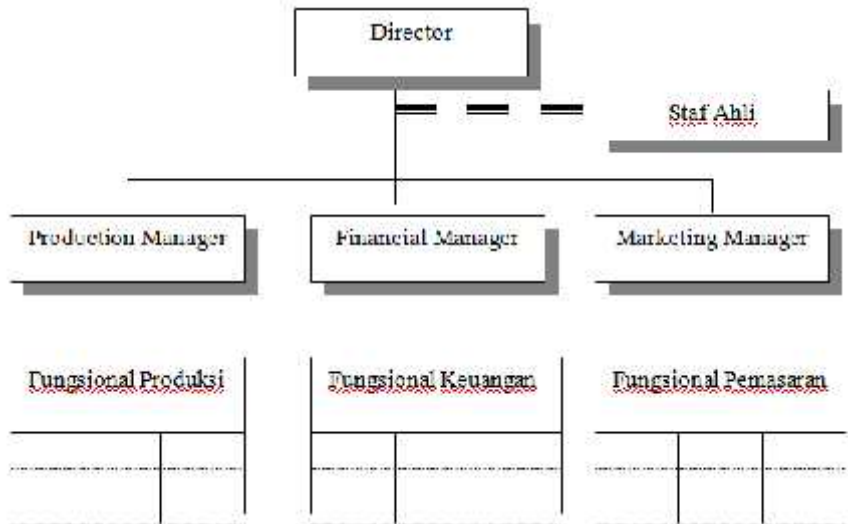 Director
Staf Ahli
Production Manager
Financial Manager
Marketing Manager
Fungsional Produksi
Fungsional Keuangan
Fungsional Pemasaran